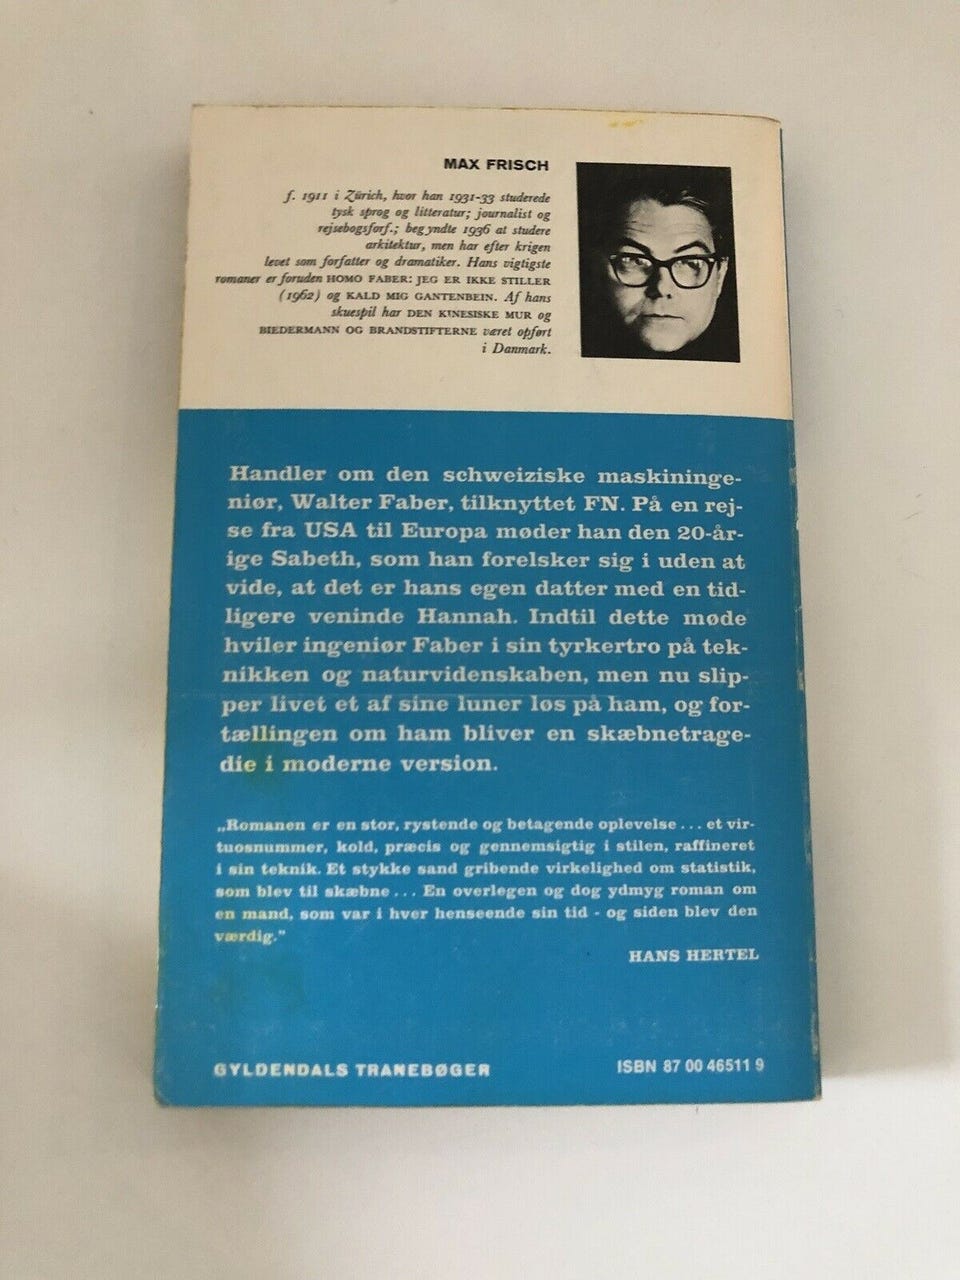 MAX FRISCH
f. 1911 i Zürich, hvor han 1931-33 studerede
tysk sprog og litteratur; journalist og
rejsebogsforf.; begyndte 1936 at studere
arkitektur, men har efter krigen
levet som forfatter og dramatiker. Hans vigtigste
romaner er foruden HOMO FABER: JEG ER IKKE STILLER
(1962) og KALD MIG GANTENBEIN. Af hans
skuespil har DEN KINESISKE MUR og
BIEDERMANN OG BRANDSTIFTERNE været opført
i Danmark.
Handler om den schweiziske maskininge-
niør, Walter Faber, tilknyttet FN. På en rej-
se fra USA til Europa møder han den 20-år-
ige Sabeth, som han forelsker sig i uden at
vide, at det er hans egen datter med en tid-
ligere veninde Hannah. Indtil dette møde
hviler ingeniør Faber i sin tyrkertro på tek-
nikken og naturvidenskaben, men nu slip-
per livet et af sine luner løs på ham, og for-
tællingen om ham bliver en skæbnetrage-
die i moderne version.
„Romanen er en stor, rystende og betagende oplevelse ... et vir-
tuosnummer, kold, præcis og gennemsigtig i stilen, raffineret
i sin teknik. Et stykke sand gribende virkelighed om statistik,
som blev til skæbne ... En overlegen og dog ydmyg roman om
en mand, som var i hver henseende sin tid - og siden blev den
værdig.”
HANS HERTEL
GYLDENDALS TRANEBØGER
ISBN 87 00 46511 9